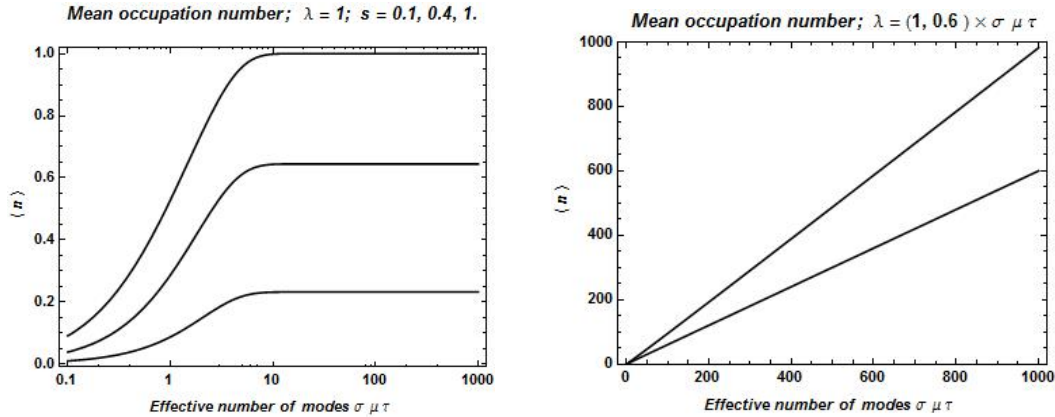 Mean occupation number; λ = 1; s = 0.1, 0.4, 1.
1.0
0.8
0.6
0.4
0.2
0.0
⟨ n ⟩
0.1 1 10 100 1000
Effective number of modes σ μ τ
Mean occupation number; λ = (1, 0.6 ) × σ μ τ
1000
800
600
400
200
0
⟨ n ⟩
0 200 400 600 800 1000
Effective number of modes σ μ τ